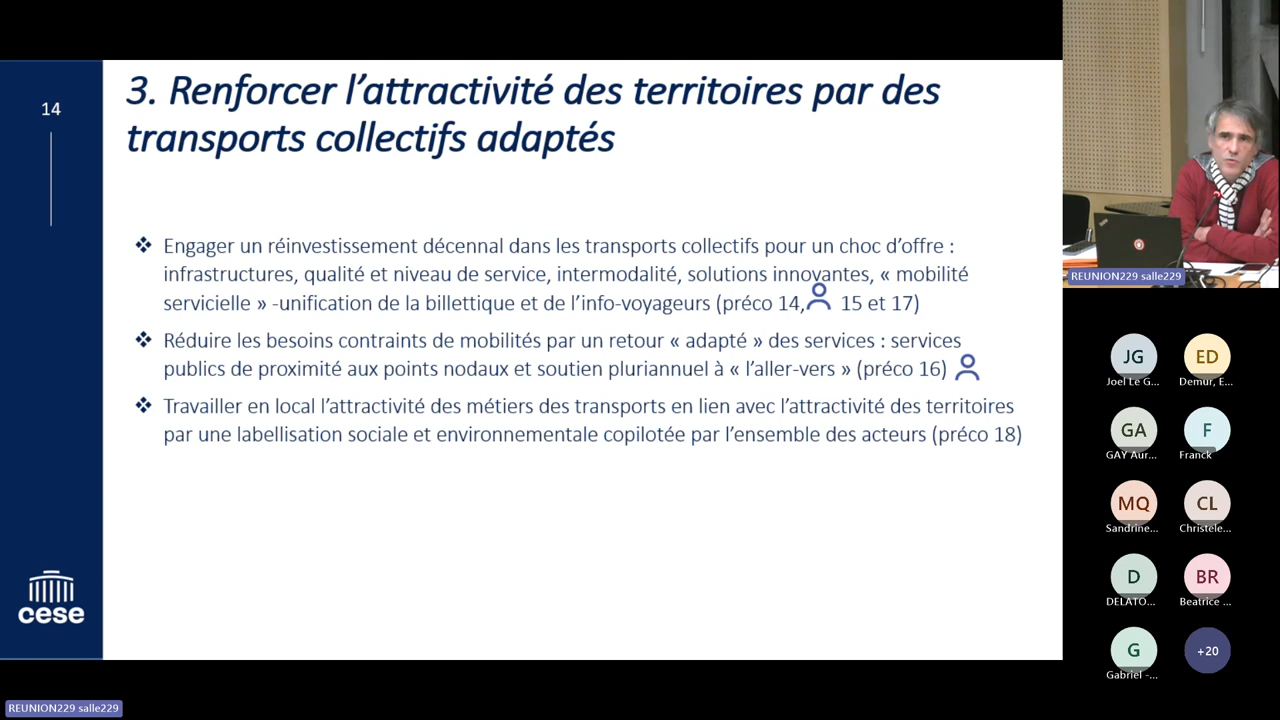 14
3. Renforcer l’attractivité des territoires par des
transports collectifs adaptés
❖ Engager un réinvestissement décennal dans les transports collectifs pour un choc d’offre :
infrastructures, qualité et niveau de service, intermodalité, solutions innovantes, « mobilité
servicielle » -unification de la billettique et de l’info-voyageurs (préco 14, 15 et 17)
❖ Réduire les besoins contraints de mobilités par un retour « adapté » des services : services
publics de proximité aux points nodaux et soutien pluriannuel à « l’aller-vers » (préco 16)
❖ Travailler en local l’attractivité des métiers des transports en lien avec l’attractivité des territoires
par une labellisation sociale et environnementale copilotée par l’ensemble des acteurs (préco 18)
cese
REUNION229 salle229
REUNION229 salle229
JG
Joel Le G...
ED
Demur, E...
GA
GAY Aur...
F
Franck
MQ
Sandrine...
CL
Christele...
D
DELATO...
BR
Beatrice ...
G
Gabriel -...
+20